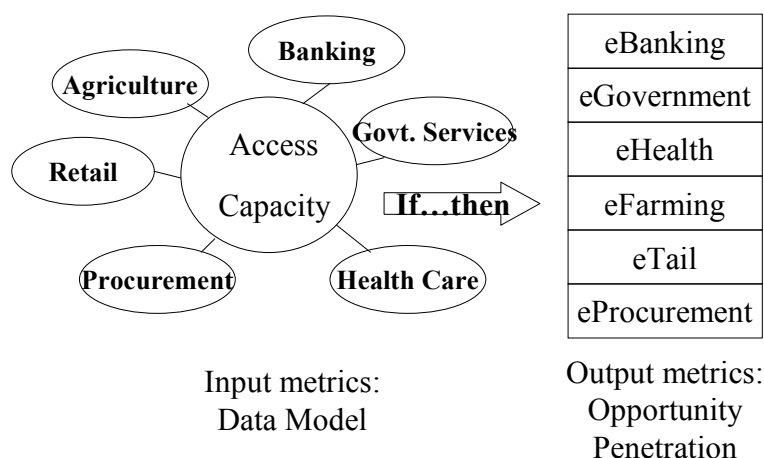 Banking
Agriculture
Govt. Services
Access
Capacity
Retail
If…then
Procurement
Health Care
Input metrics:
Data Model
eBanking
eGovernment
eHealth
eFarming
eTail
eProcurement
Output metrics:
Opportunity
Penetration